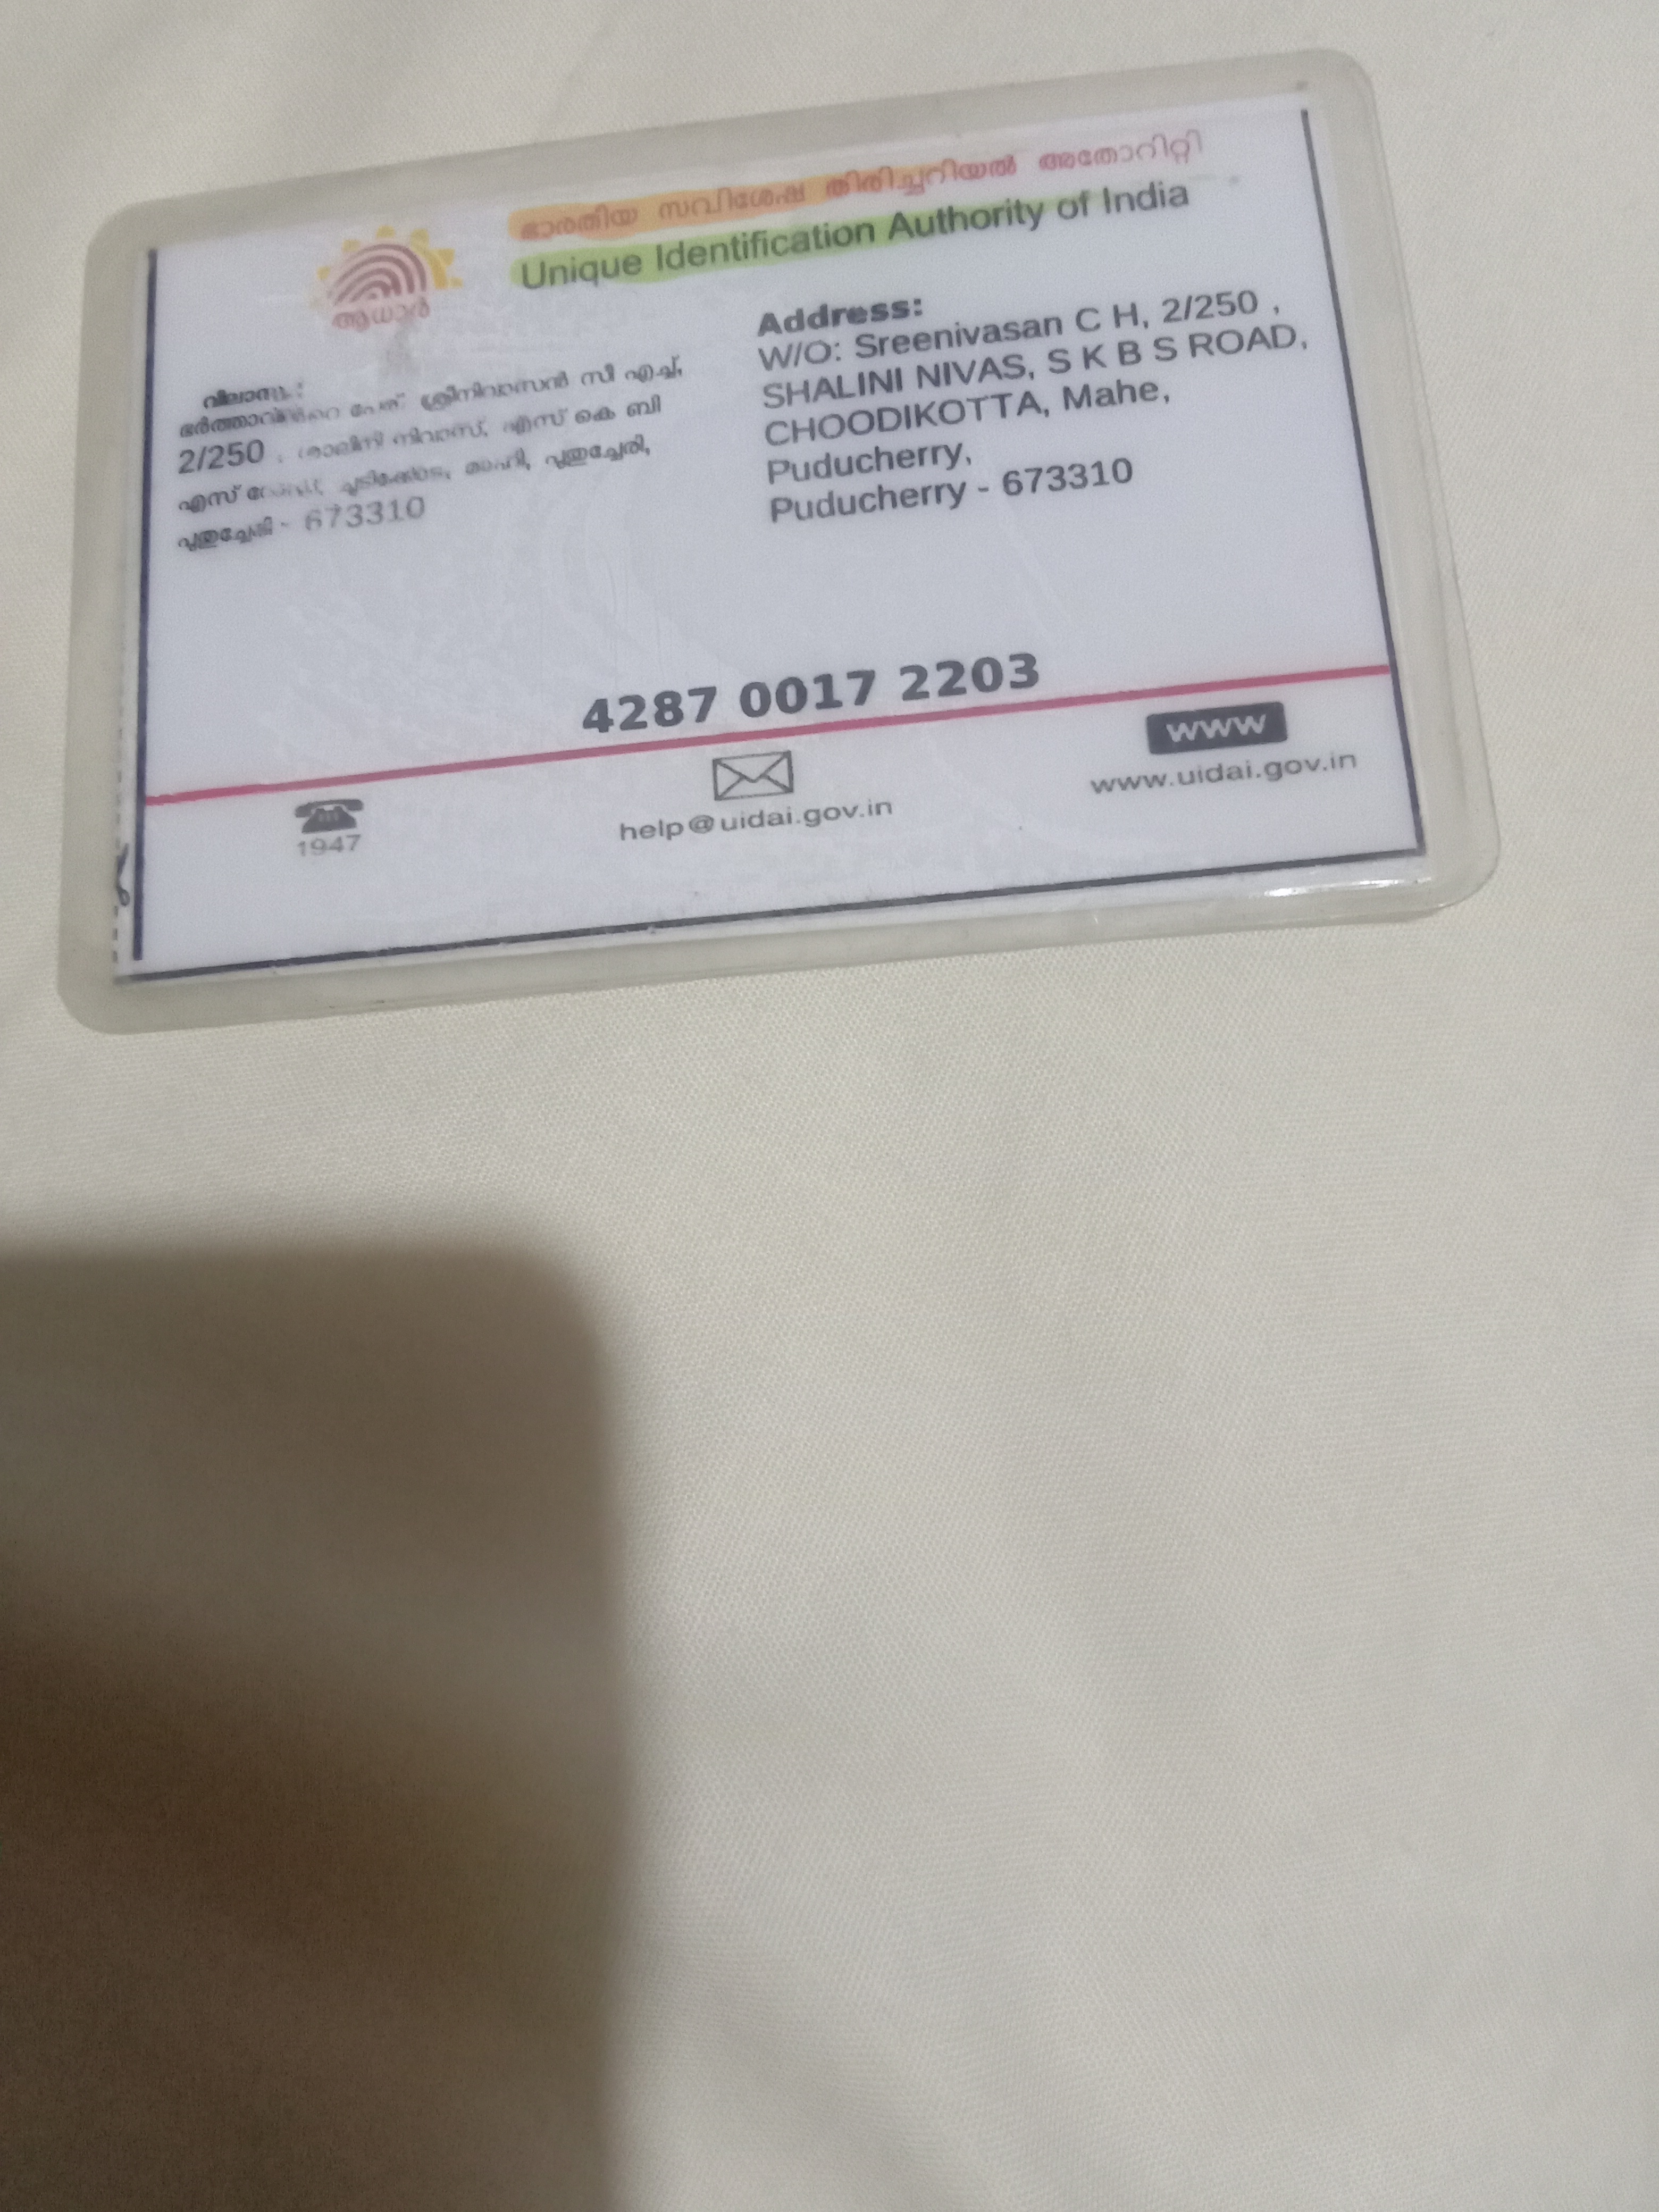 ഭാരതീയ സവിശേഷ തിരിച്ചറിയൽ അതോറിറ്റി
Unique Identification Authority of India
ആധാർ
വിലാസം:
ഭർത്താവിൻറെ പേര്: ശ്രീനിവാസൻ സീ എച്ച്,
2/250 , ശാലിനി നിവാസ്, എസ് കെ ബി
എസ് റോഡ്, ചൂടിക്കോട്ട, മാഹി, പുതുച്ചേരി,
പുതുച്ചേരി - 673310
Address:
W/O: Sreenivasan C H, 2/250 ,
SHALINI NIVAS, S K B S ROAD,
CHOODIKOTTA, Mahe,
Puducherry,
Puducherry - 673310
4287 0017 2203
1947
help@uidai.gov.in
www
www.uidai.gov.in